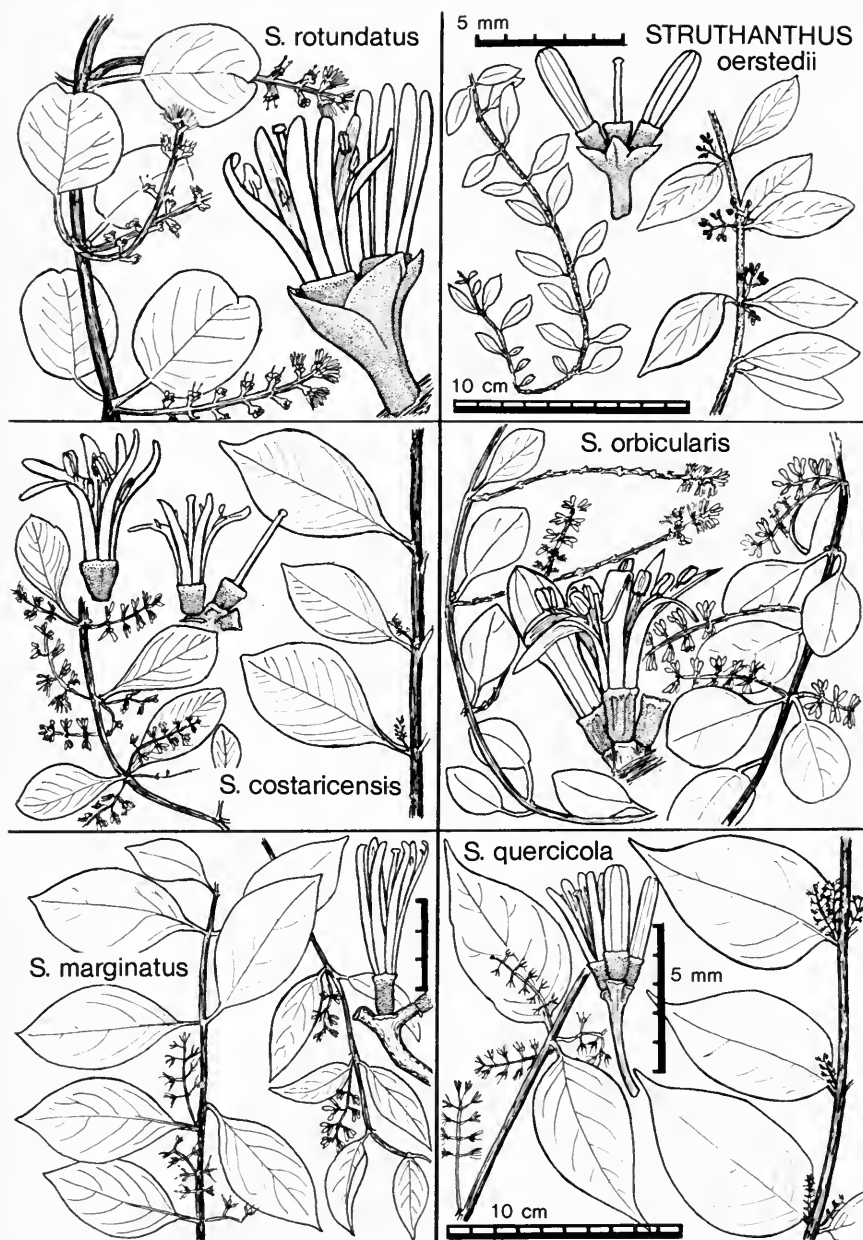 S. rotundatus
5 mm
STRUTHANTHUS
oerstedii
10 cm
S. costaricensis
S. orbicularis
S. marginatus
S. quercicola
5 mm
10 cm